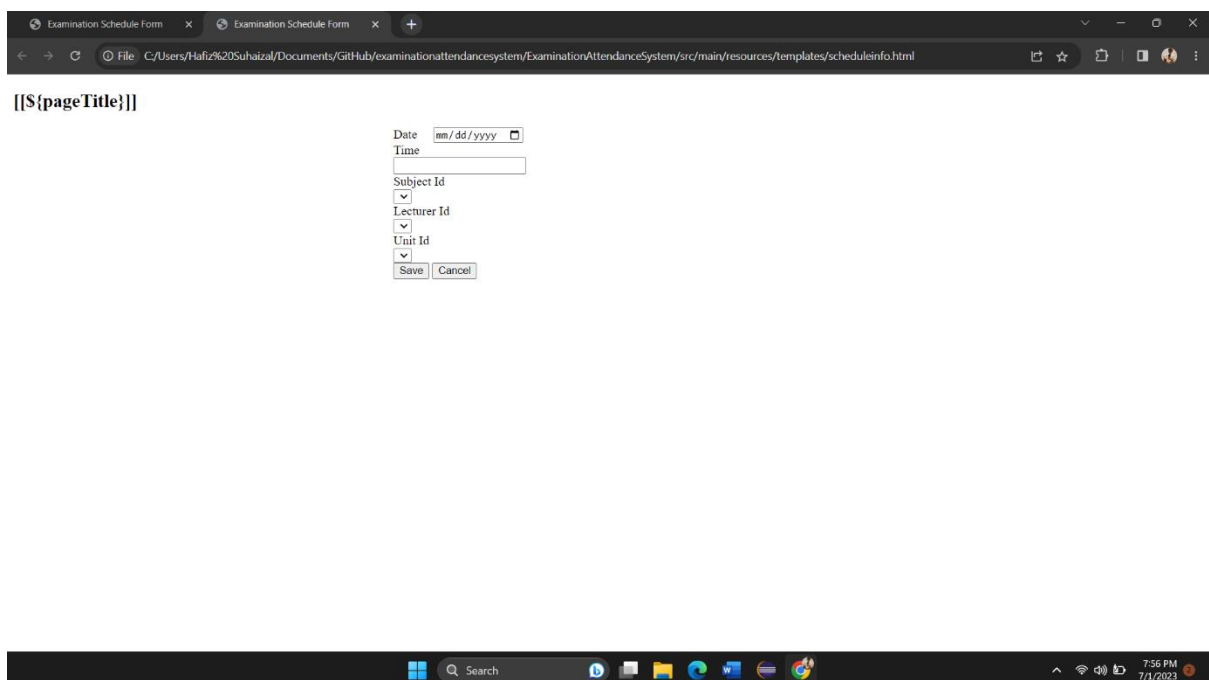 Examination Schedule Form
Examination Schedule Form
File C:/Users/Hafiz%20Suhaizal/Documents/GitHub/examinationattendancesystem/ExaminationAttendanceSystem/src/main/resources/templates/scheduleinfo.html
[[${pageTitle}]]
Date mm/dd/yyyy
Time
Subject Id
Lecturer Id
Unit Id
Save Cancel
Search
7:56 PM
7/1/2023
2